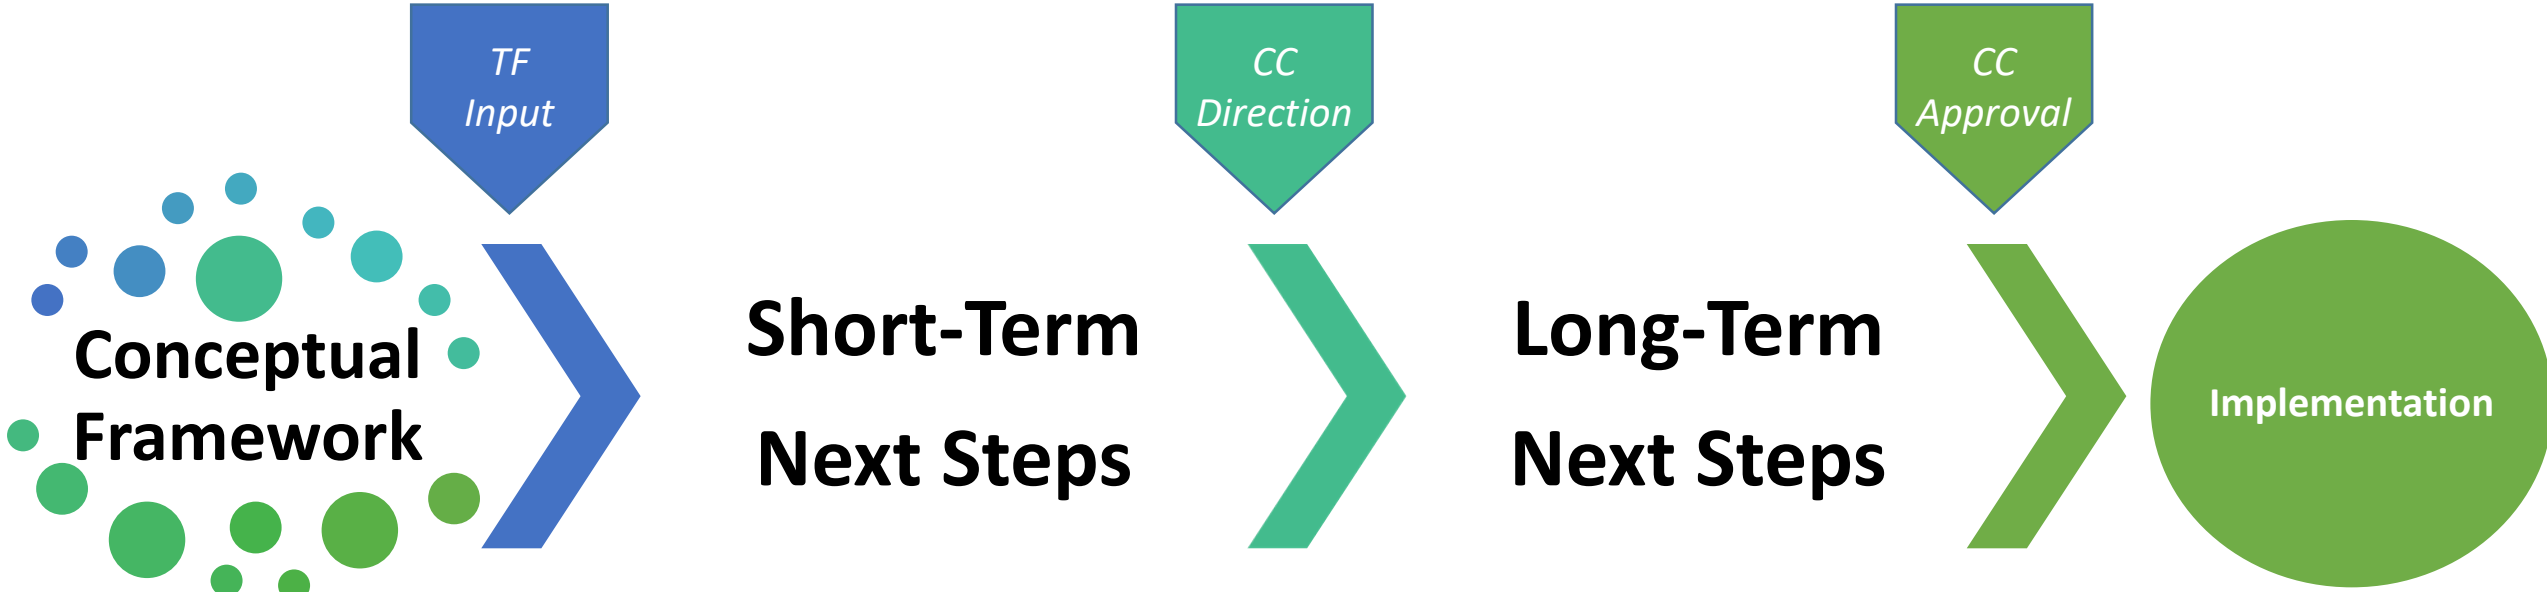 TF
Input
CC
Direction
CC
Approval
Conceptual
Framework
Short-Term
Next Steps
Long-Term
Next Steps
Implementation